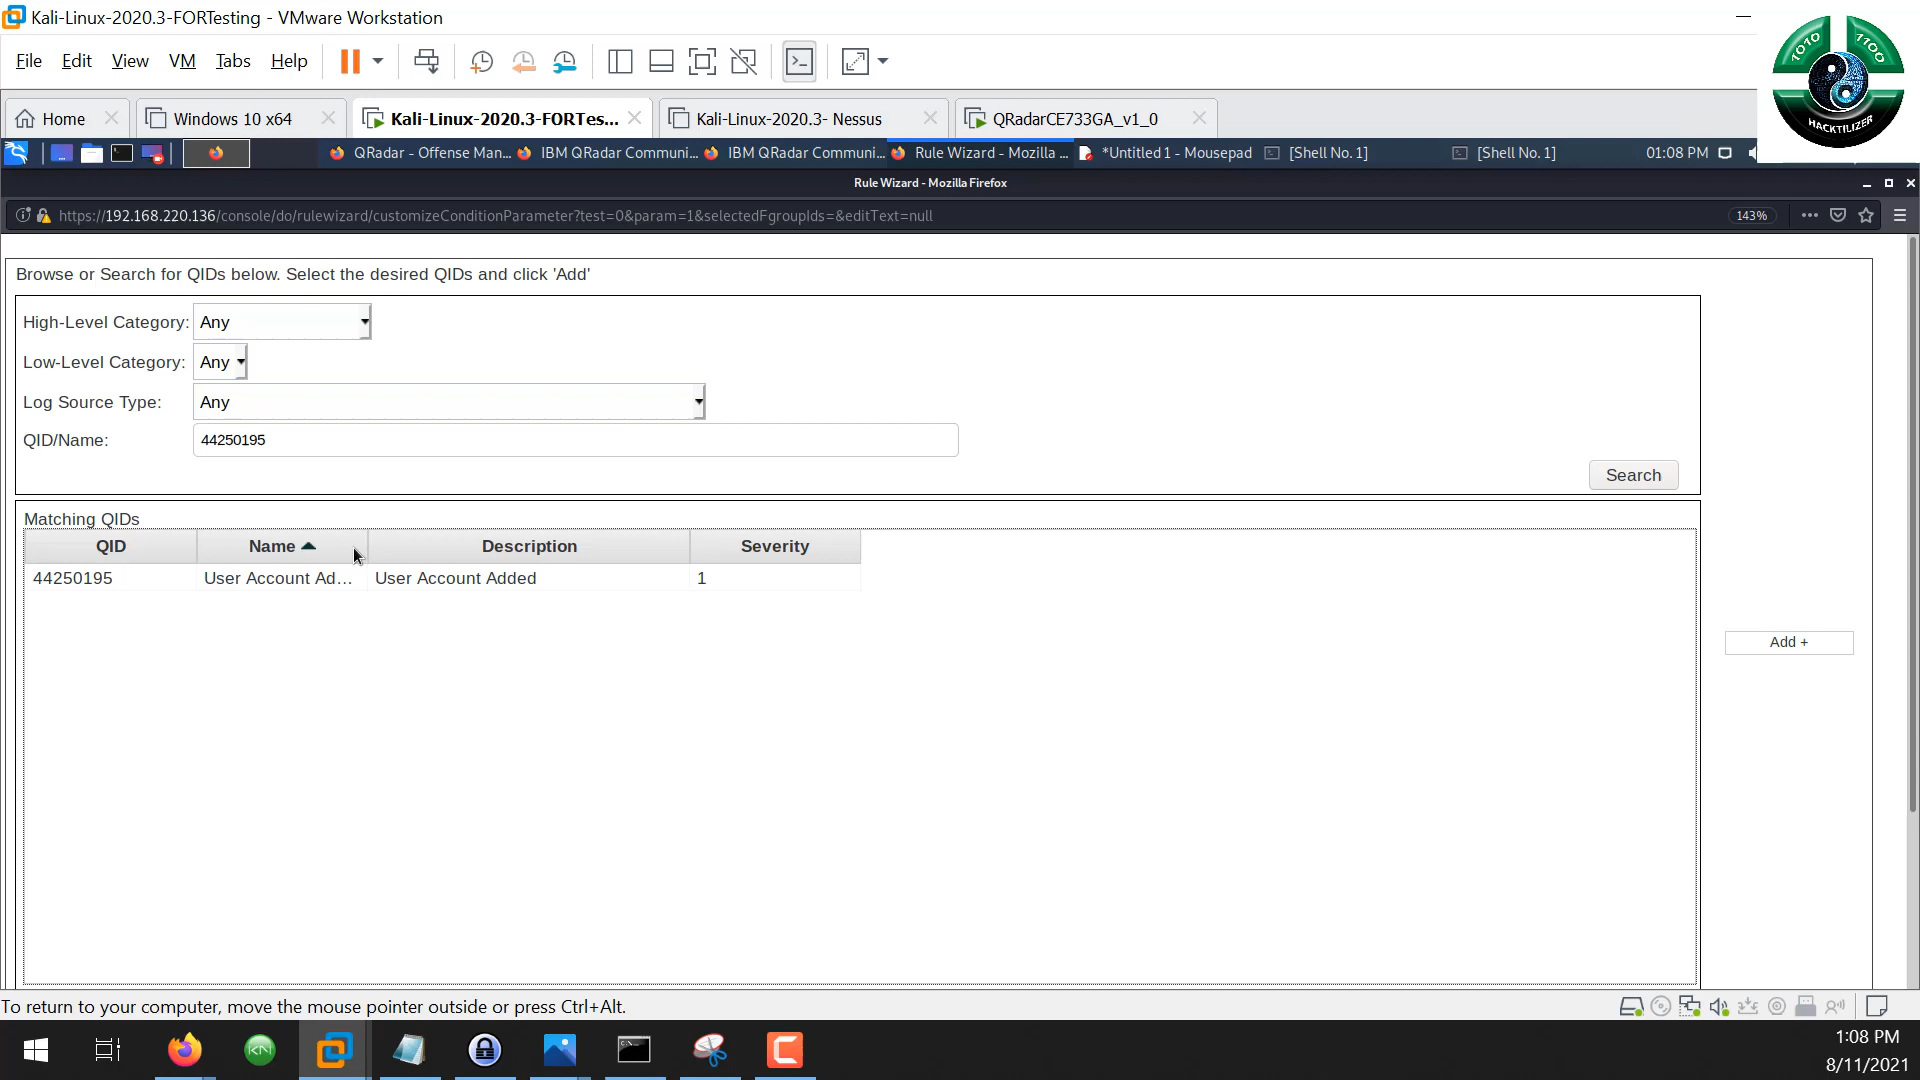 Kali-Linux-2020.3-FORTesting - VMware Workstation
File Edit View VM Tabs Help
Home Windows 10 x64 Kali-Linux-2020.3-FORTes... Kali-Linux-2020.3- Nessus QRadarCE733GA_v1_0
1010 1100
HACKTILIZER
QRadar - Offense Man... IBM QRadar Communi... IBM QRadar Communi... Rule Wizard - Mozilla ... *Untitled 1 - Mousepad [Shell No. 1] [Shell No. 1] 01:08 PM
Rule Wizard - Mozilla Firefox
https://192.168.220.136/console/do/rulewizard/customizeConditionParameter?test=0&param=1&selectedFgroupIds=&editText=null 143%
Browse or Search for QIDs below. Select the desired QIDs and click 'Add'
High-Level Category: Any
Low-Level Category: Any
Log Source Type: Any
QID/Name: 44250195
Search
Matching QIDs
QID Name Description Severity
44250195 User Account Ad... User Account Added 1
Add +
To return to your computer, move the mouse pointer outside or press Ctrl+Alt.
KN
1:08 PM
8/11/2021